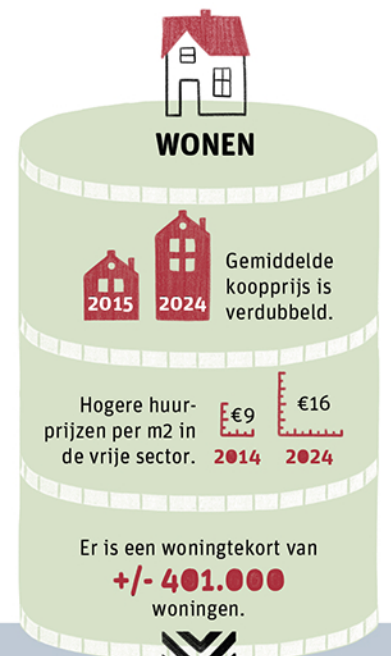 WONEN
2015
2024
Gemiddelde
koopprijs is
verdubbeld.
Hogere huur-
prijzen per m2 in
de vrije sector.
€9
2014
€16
2024
Er is een woningtekort van
+/- 401.000
woningen.